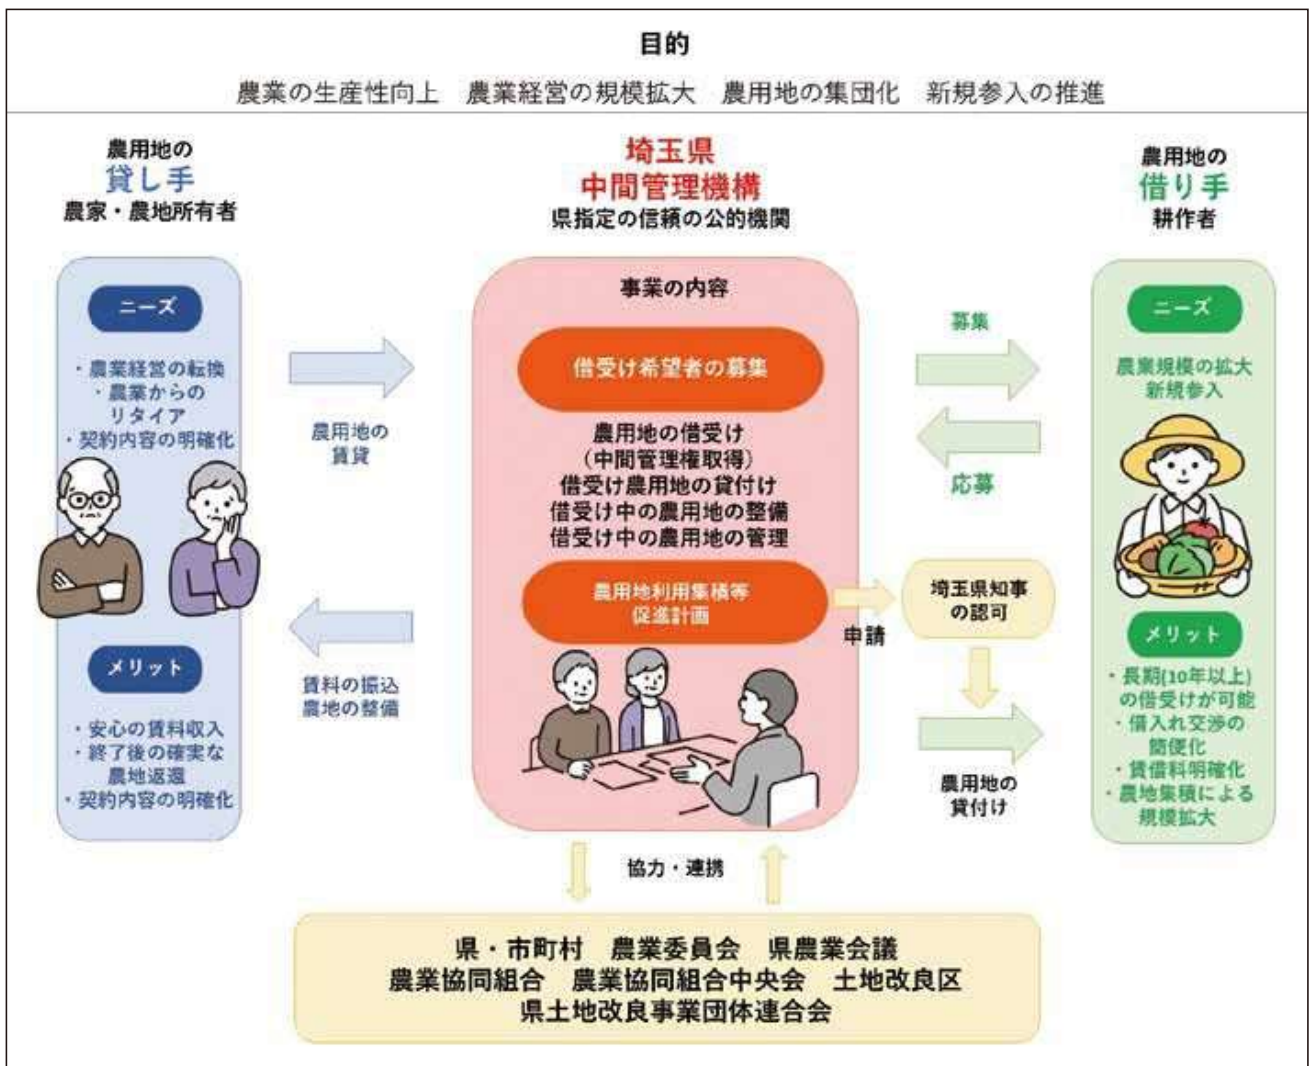 目的
農業の生産性向上　農業経営の規模拡大　農用地の集団化　新規参入の推進
農用地の
貸し手
農家・農地所有者
ニーズ
・農業経営の転換
・農業からの
リタイア
・契約内容の明確化
メリット
・安心の賃料収入
・終了後の確実な
農地返還
・契約内容の明確化
農用地の
賃貸
賃料の振込
農地の整備
埼玉県
中間管理機構
県指定の信頼の公的機関
事業の内容
借受け希望者の募集
農用地の借受け
（中間管理権取得）
借受け農用地の貸付け
借受け中の農用地の整備
借受け中の農用地の管理
農用地利用集積等
促進計画
募集
応募
申請
埼玉県知事
の認可
農用地の
貸付け
農用地の
借り手
耕作者
ニーズ
農業規模の拡大
新規参入
メリット
・長期(10年以上)
の借受けが可能
・借入れ交渉の
簡便化
・賃借料明確化
・農地集積による
規模拡大
協力・連携
県・市町村　農業委員会　県農業会議
農業協同組合　農業協同組合中央会　土地改良区
県土地改良事業団体連合会